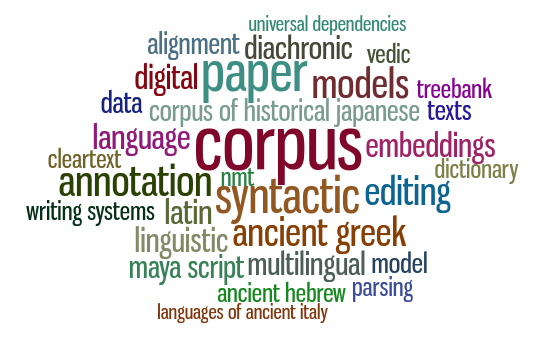 universal dependencies
alignment diachronic vedic
digital paper models treebank
data corpus of historical japanese texts
language corpus embeddings
cleartext dictionary
annotation nmt syntactic editing
writing systems latin
linguistic ancient greek
maya script multilingual model
ancient hebrew parsing
languages of ancient italy